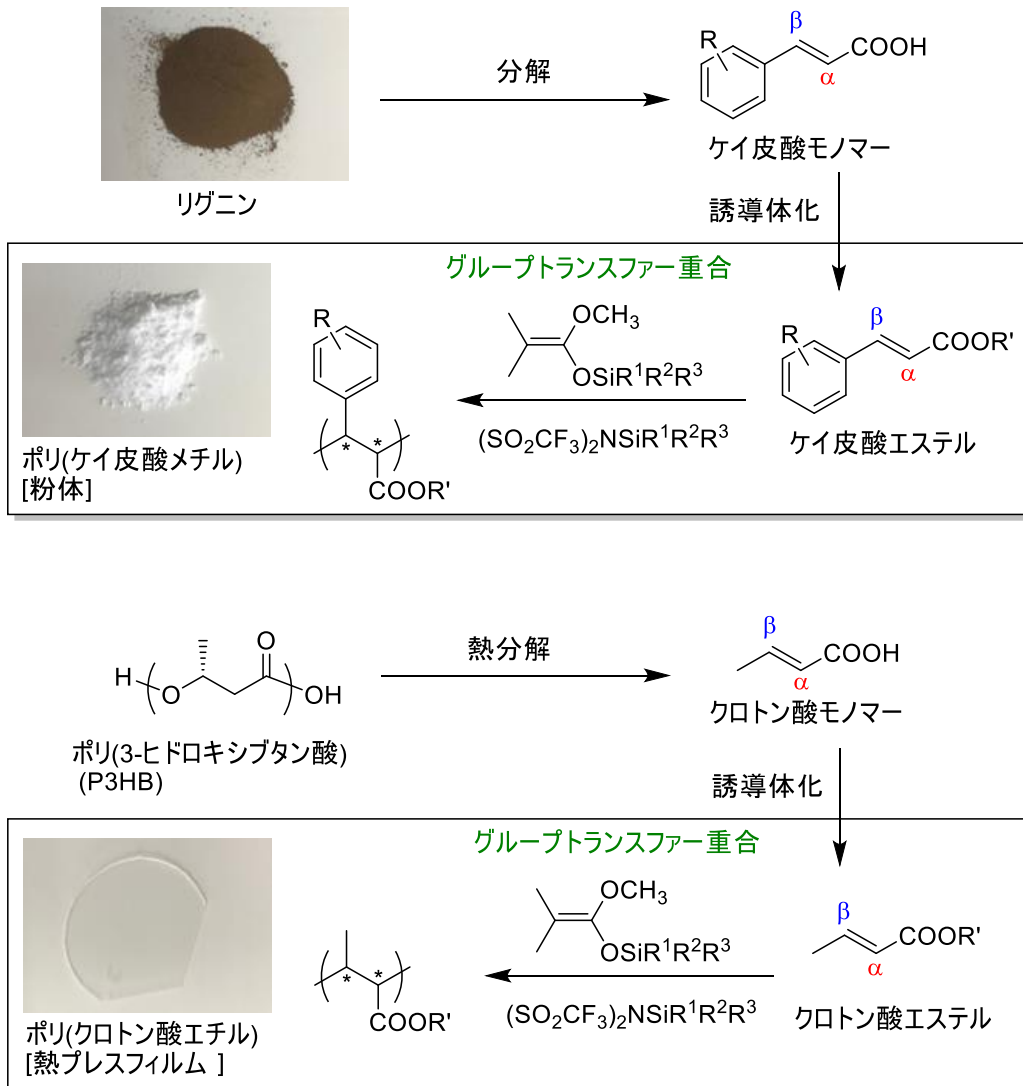 リグニン
分解
R
β
α
COOH
ケイ皮酸モノマー
誘導体化
グループトランスファー重合
ポリ(ケイ皮酸メチル)
[粉体]
R
*
*
COOR'
OCH3
OSiR1R2R3
(SO2CF3)2NSiR1R2R3
R
β
α
COOR'
ケイ皮酸エステル
H
O
O
OH
ポリ(3-ヒドロキシブタン酸)
(P3HB)
熱分解
β
α
COOH
クロトン酸モノマー
誘導体化
グループトランスファー重合
ポリ(クロトン酸エチル)
[熱プレスフィルム ]
*
*
COOR'
OCH3
OSiR1R2R3
(SO2CF3)2NSiR1R2R3
β
α
COOR'
クロトン酸エステル